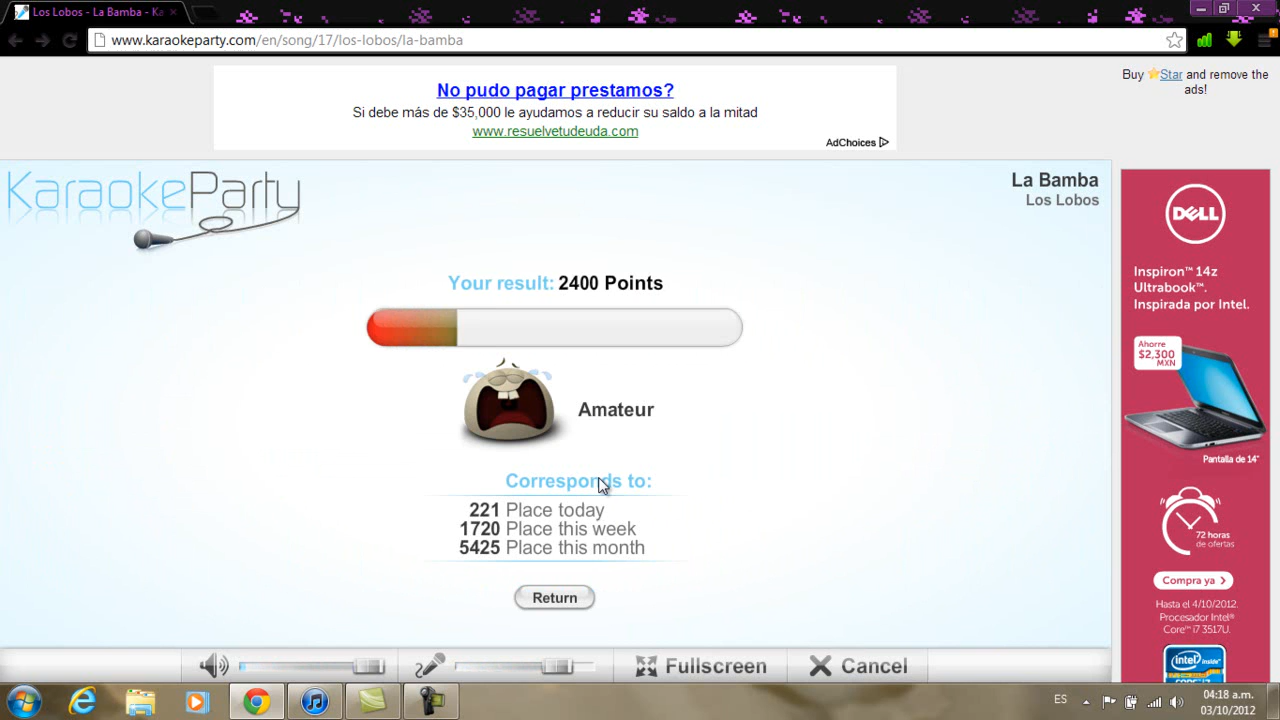 Los Lobos - La Bamba - Ka
www.karaokeparty.com/en/song/17/los-lobos/la-bamba
No pudo pagar prestamos?
Si debe más de $35,000 le ayudamos a reducir su saldo a la mitad
www.resuelvetudeuda.com
AdChoices
Buy Star and remove the
ads!
KaraokeParty
La Bamba
Los Lobos
Your result: 2400 Points
Amateur
Corresponds to:
221 Place today
1720 Place this week
5425 Place this month
Return
Fullscreen
Cancel
DELL
Inspiron™ 14z
Ultrabook™.
Inspirada por Intel.
Ahorre
$2,300
MXN
Pantalla de 14"
72 horas
de ofertas
Compra ya
Hasta el 4/10/2012.
Procesador Intel®
Core™ i7 3517U.
intel inside
ES
04:18 a.m.
03/10/2012